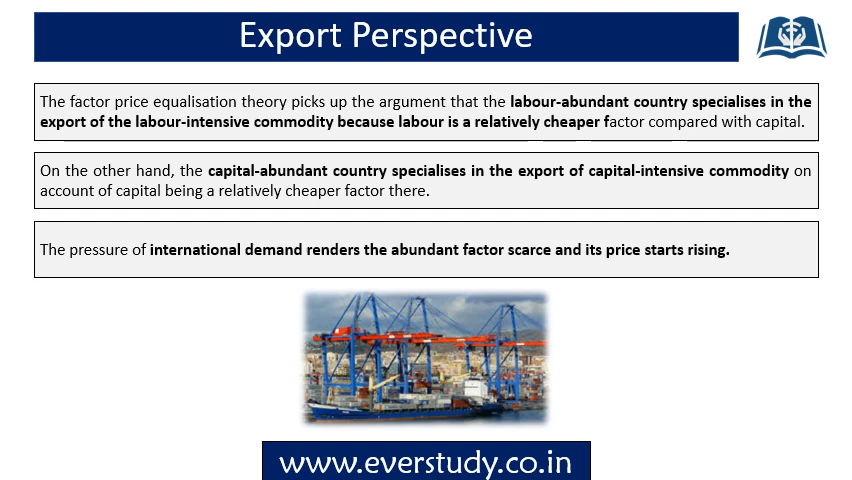 Export Perspective
The factor price equalisation theory picks up the argument that the labour-abundant country specialises in the
export of the labour-intensive commodity because labour is a relatively cheaper factor compared with capital.
On the other hand, the capital-abundant country specialises in the export of capital-intensive commodity on
account of capital being a relatively cheaper factor there.
The pressure of international demand renders the abundant factor scarce and its price starts rising.
www.everstudy.co.in